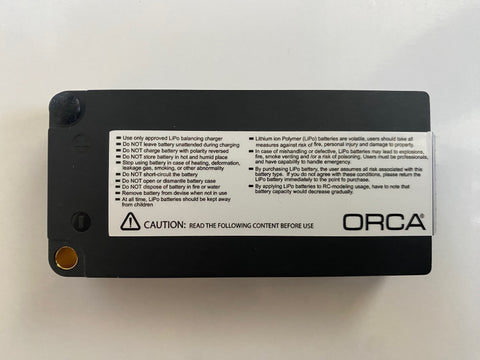 Use only approved LiPo balancing charger
Do NOT leave battery unattended during charging
Do NOT charge battery with polarity reversed
Do NOT store battery in hot and humid place
Stop using battery in case of heating, deformation,
leakage gas, smoking, or other abnormality
Do NOT short-circuit the battery
Do NOT open or dismantle battery case
Do NOT dispose of battery in fire or water
Remove battery from devise when not in use
At all time, LiPo batteries should be kept away
from children
Lithium ion Polymer (LiPo) batteries are volatile, users should take all
measures against risk of fire, personal injury and damage to property.
In case of mishandling or defective, LiPo batteries may lead to explosions,
fire, smoke venting and /or a risk of poisoning. Users must be professionals,
and have capability to handle emergency.
By purchasing LiPo battery, the user assumes all risk associated with this
battery type. If you do not agree with these conditions, please return the
LiPo battery immediately to the point fo purchase.
By applying LiPo batteries to RC-modeling usage, have to note that
battery capacity would decrease gradually.
CAUTION: READ THE FOLLOWING CONTENT BEFORE USE
ORCA®